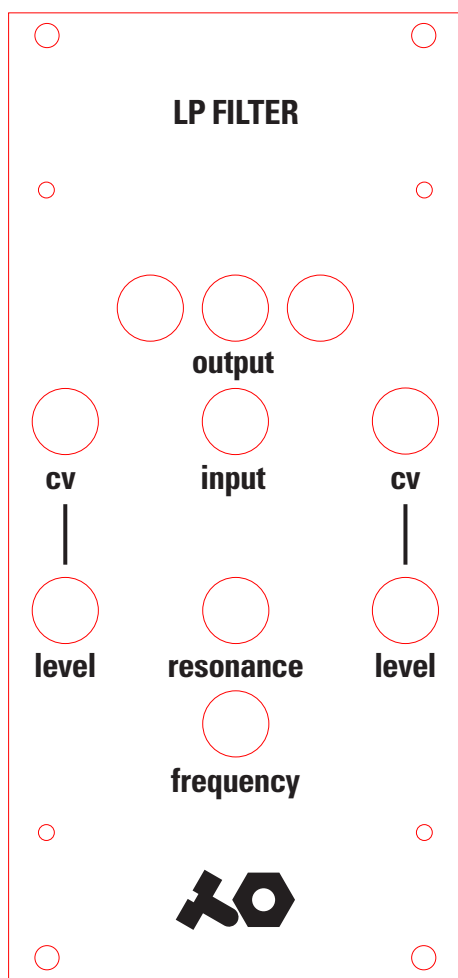 LP FILTER
output
cv input cv
level resonance level
frequency